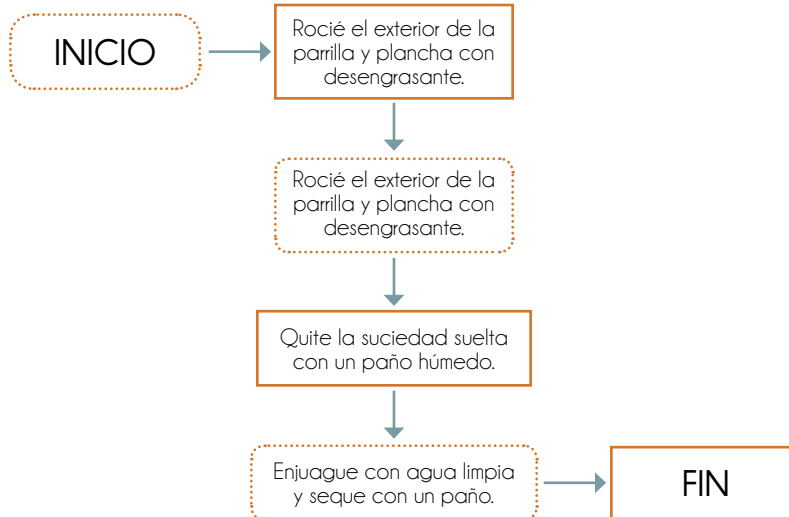 INICIO
Rocié el exterior de la
parrilla y plancha con
desengrasante.
Rocié el exterior de la
parrilla y plancha con
desengrasante.
Quite la suciedad suelta
con un paño húmedo.
Enjuague con agua limpia
y seque con un paño.
FIN